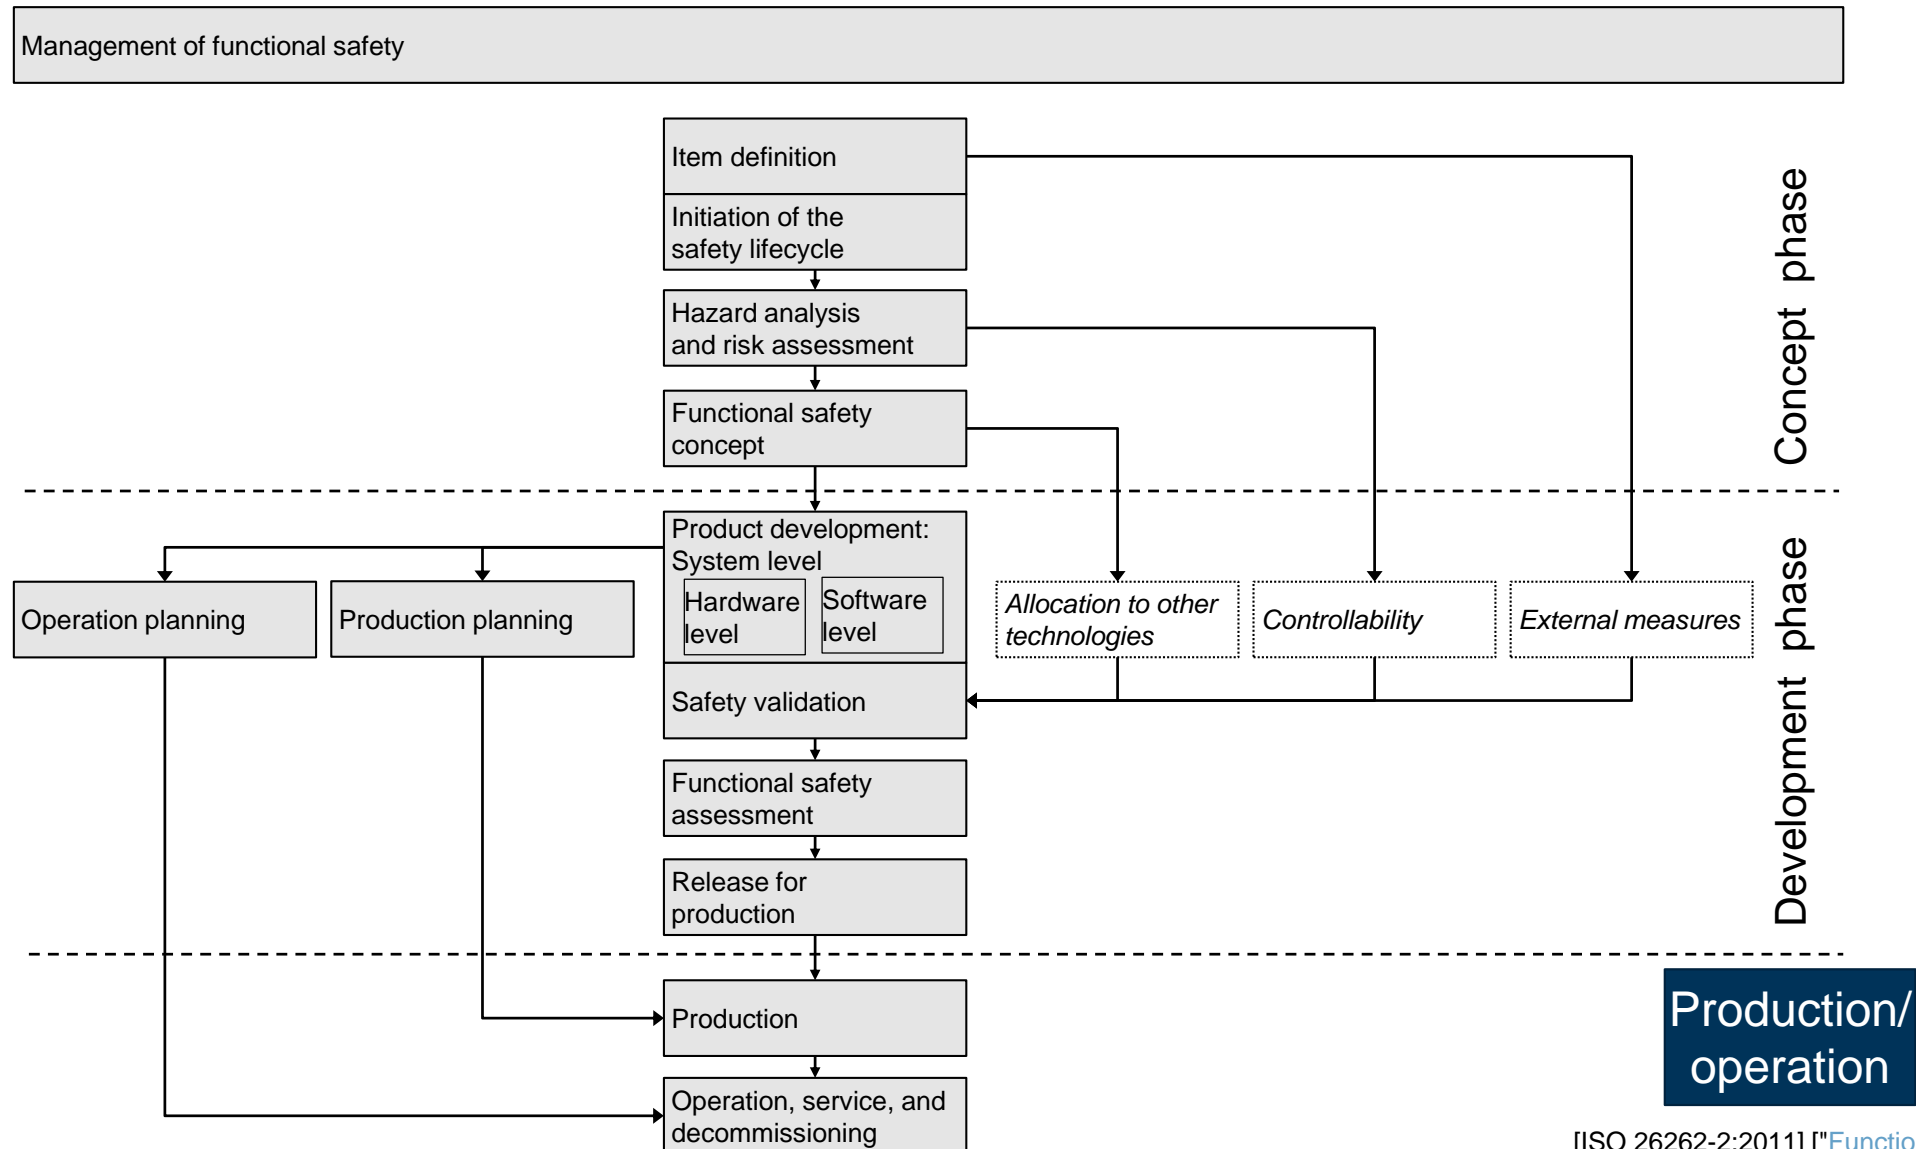 Management of functional safety
Item definition
Initiation of the
safety lifecycle
Hazard analysis
and risk assessment
Functional safety
concept
Concept phase
Product development:
System level
Hardware
level
Software
level
Operation planning
Production planning
Allocation to other
technologies
Controllability
External measures
Safety validation
Functional safety
assessment
Release for
production
Development phase
Production
Operation, service, and
decommissioning
Production/
operation
[ISO 26262-2:2011] ["Functio